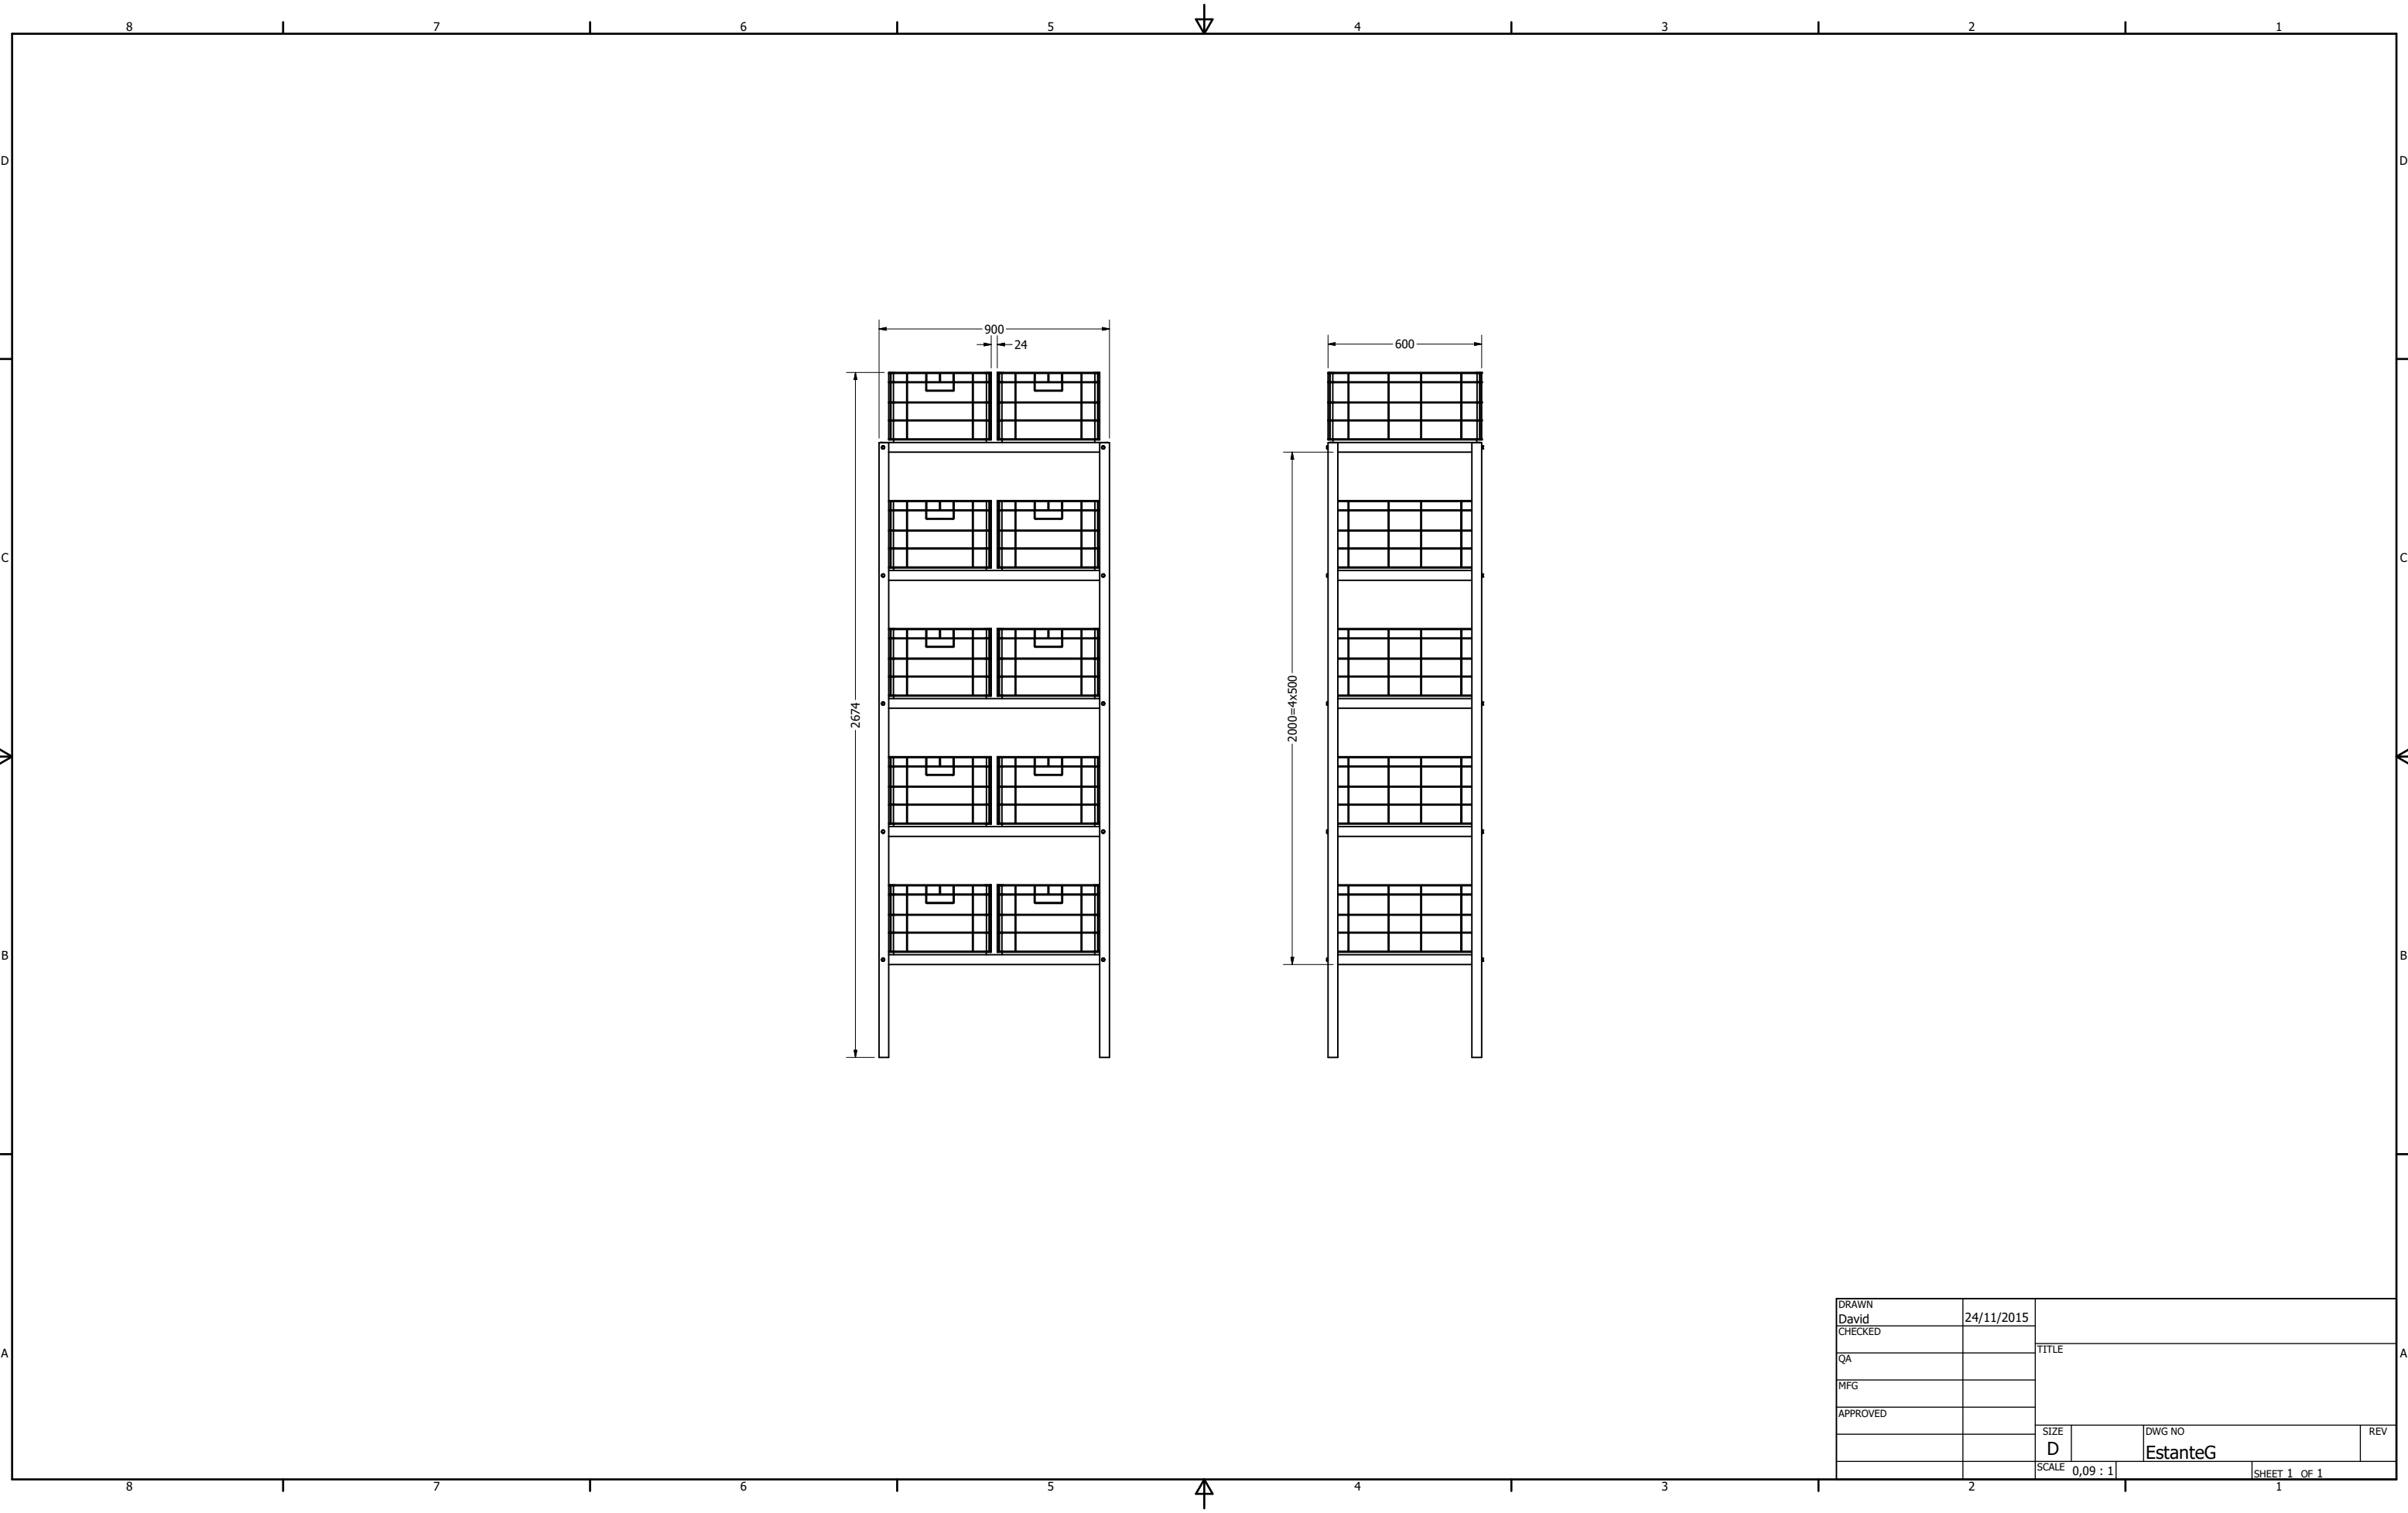 8 7 6 5 4 3 2 1
D D
900
24
600
2674
2000=4x500
C C
B B
A A
DRAWN
David 24/11/2015
CHECKED
QA
MFG
APPROVED
TITLE
SIZE
D
DWG NO
EstanteG
REV
SCALE 0,09 : 1
SHEET 1 OF 1
8 7 6 5 4 3 2 1